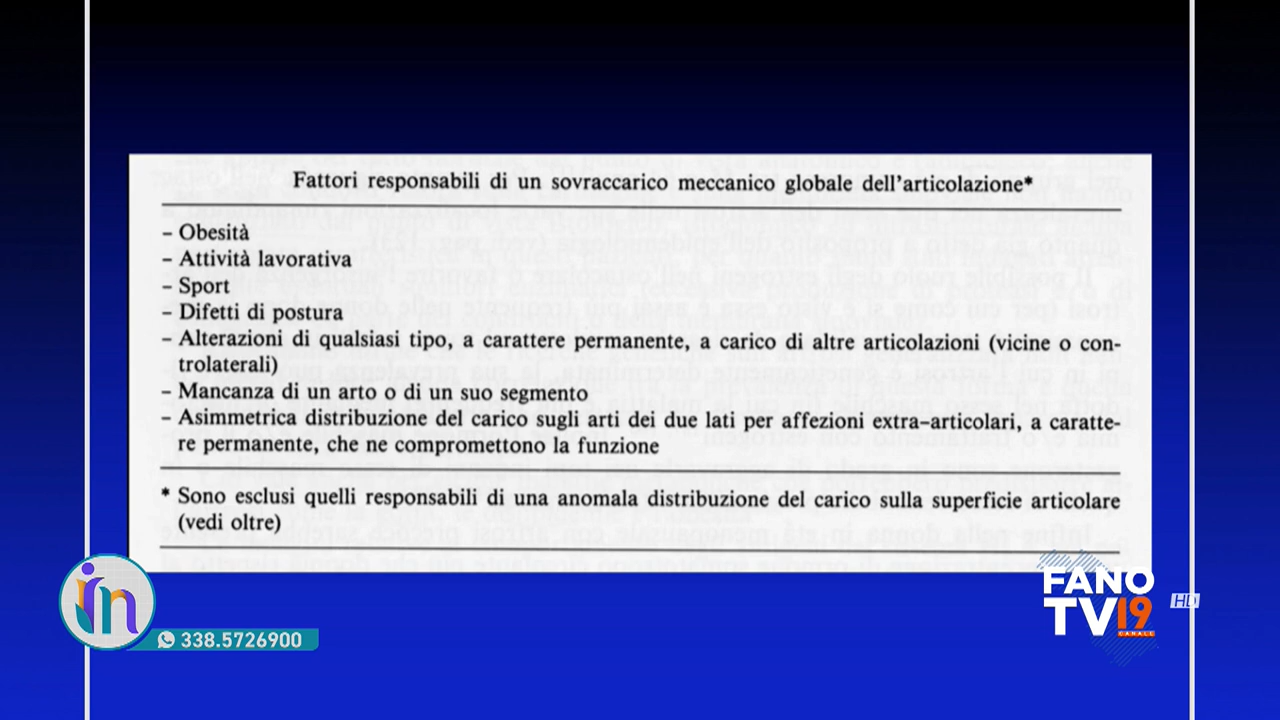 Fattori responsabili di un sovraccarico meccanico globale dell'articolazione*
– Obesità
– Attività lavorativa
– Sport
– Difetti di postura
– Alterazioni di qualsiasi tipo, a carattere permanente, a carico di altre articolazioni (vicine o con-
trolaterali)
– Mancanza di un arto o di un suo segmento
– Asimmetrica distribuzione del carico sugli arti dei due lati per affezioni extra–articolari, a caratte-
re permanente, che ne compromettono la funzione
* Sono esclusi quelli responsabili di una anomala distribuzione del carico sulla superficie articolare
(vedi oltre)
in
338.5726900
FANO
TV19
CANALE
HD